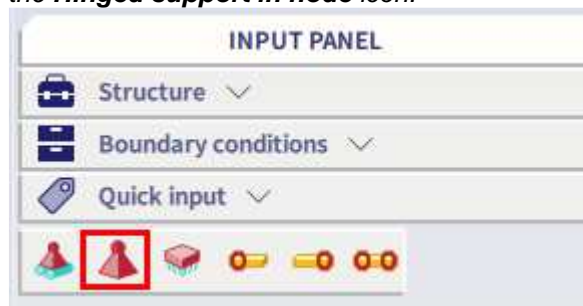 the Hinged support in node icon.
INPUT PANEL
Structure
Boundary conditions
Quick input